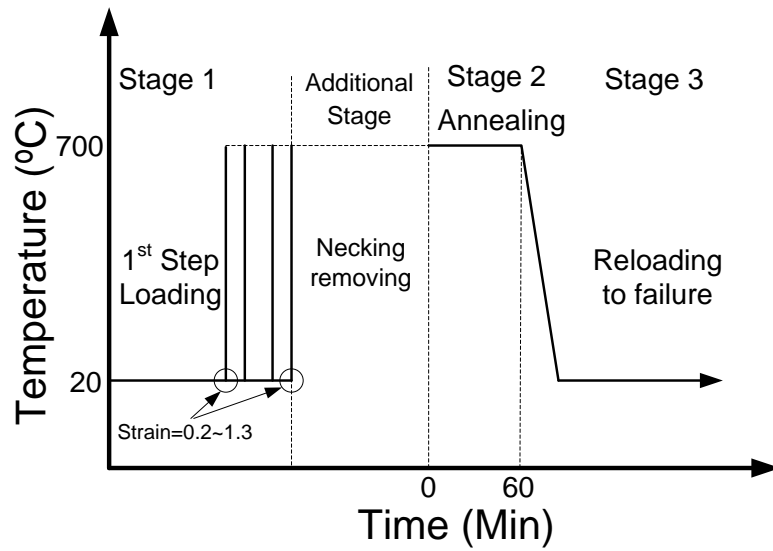 Stage 1
Additional
Stage
Stage 2
Annealing
Stage 3
Temperature (ºC)
700
20
1st Step
Loading
Necking
removing
Reloading
to failure
Strain=0.2~1.3
0
60
Time (Min)